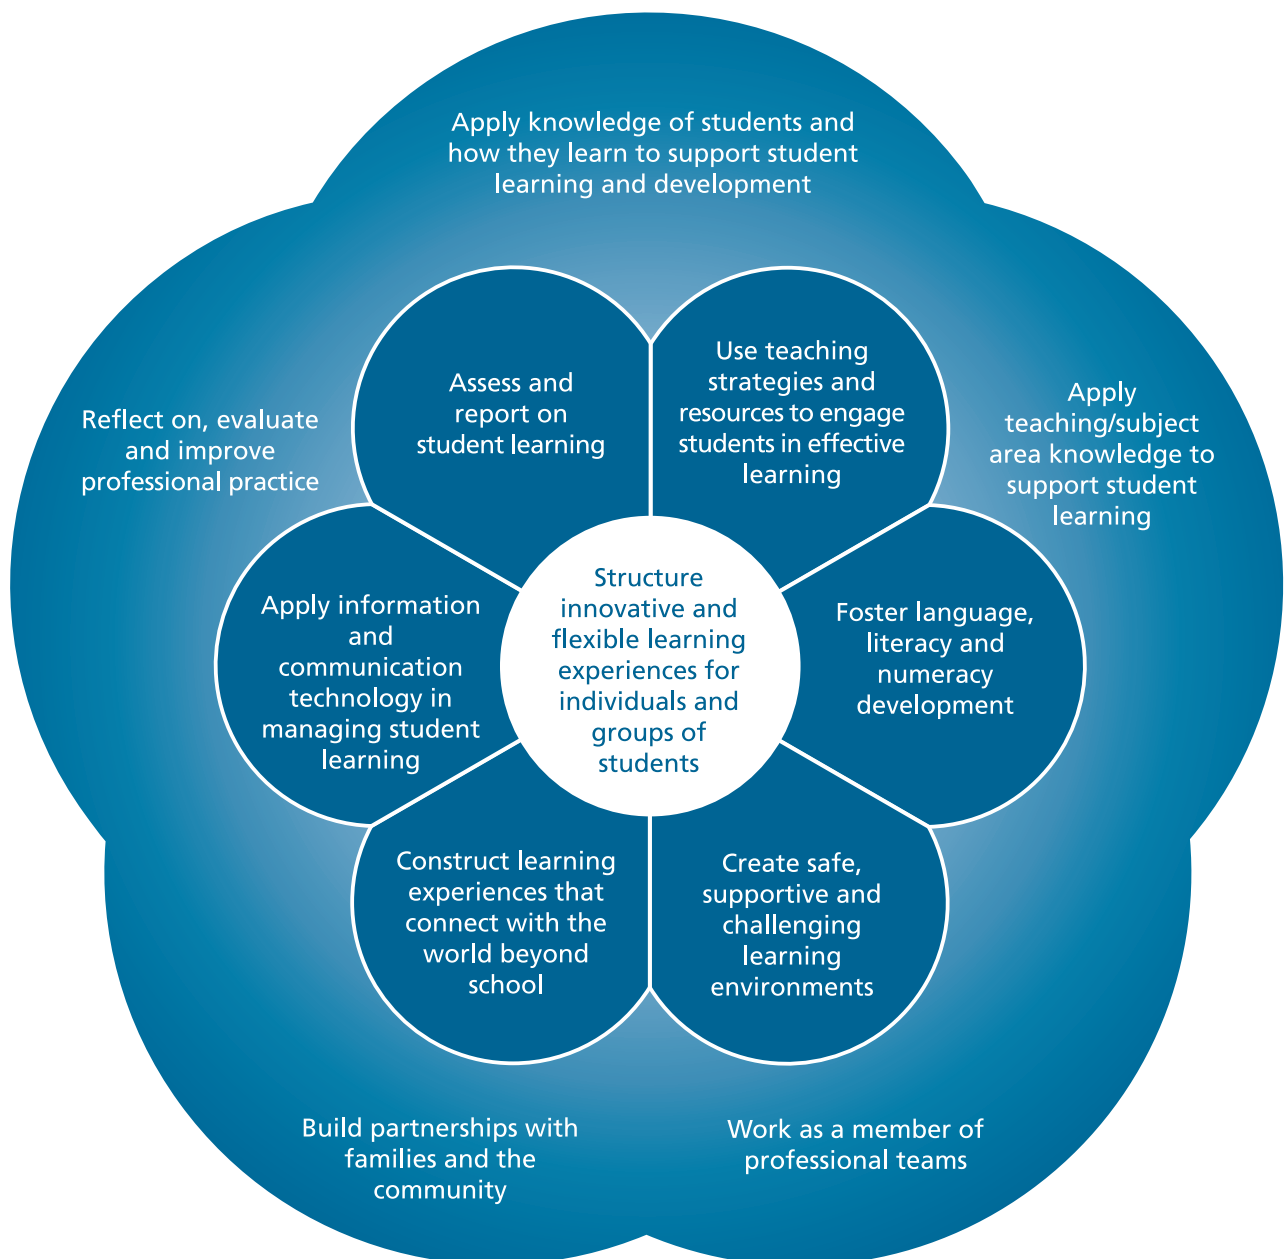 Apply knowledge of students and
how they learn to support student
learning and development
Reflect on, evaluate
and improve
professional practice
Assess and
report on
student learning
Use teaching
strategies and
resources to engage
students in effective
learning
Apply
teaching/subject
area knowledge to
support student
learning
Apply information
and
communication
technology in
managing student
learning
Structure
innovative and
flexible learning
experiences for
individuals and
groups of
students
Foster language,
literacy and
numeracy
development
Construct learning
experiences that
connect with the
world beyond
school
Create safe,
supportive and
challenging
learning
environments
Build partnerships with
families and the
community
Work as a member of
professional teams